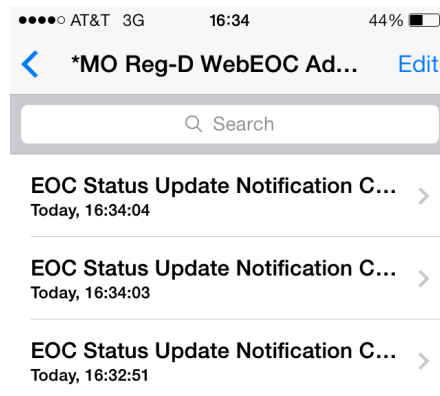 AT&T 3G 16:34 44%
*MO Reg-D WebEOC Ad... Edit
Search
EOC Status Update Notification C...
Today, 16:34:04
EOC Status Update Notification C...
Today, 16:34:03
EOC Status Update Notification C...
Today, 16:32:51